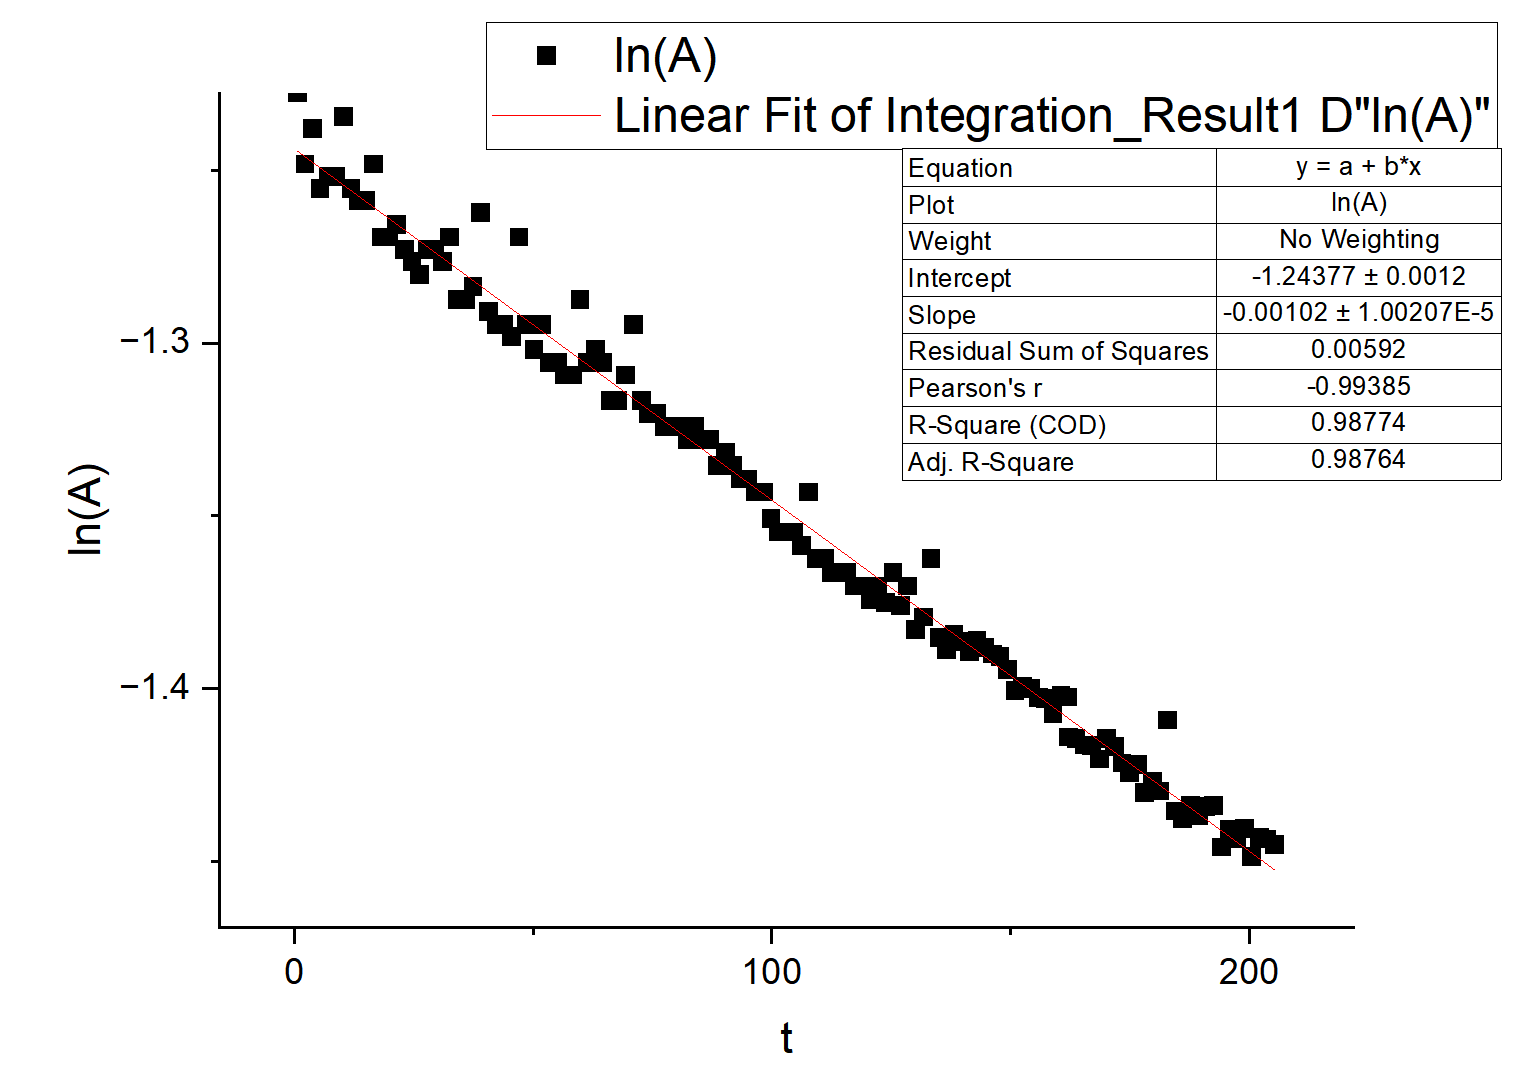 ln(A)
Linear Fit of Integration_Result1 D"ln(A)"
Equation y = a + b*x
Plot ln(A)
Weight No Weighting
Intercept -1.24377 ± 0.0012
Slope -0.00102 ± 1.00207E-5
Residual Sum of Squares 0.00592
Pearson's r -0.99385
R-Square (COD) 0.98774
Adj. R-Square 0.98764
−1.3
−1.4
ln(A)
0 100 200
t